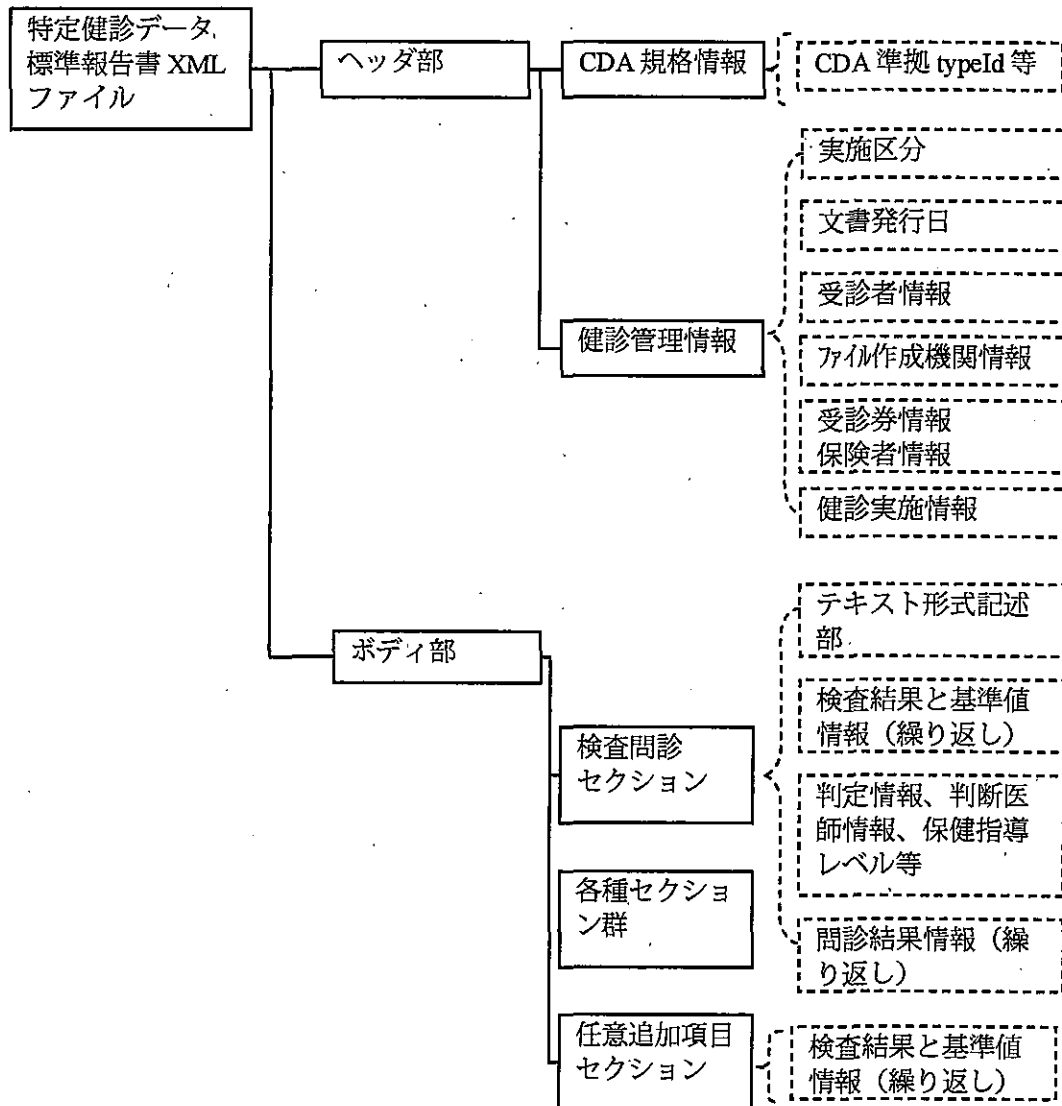 特定健診データ
標準報告書 XML
ファイル
ヘッダ部
CDA 規格情報
CDA 準拠 typeId 等
実施区分
文書発行日
受診者情報
健診管理情報
ファイル作成機関情報
受診券情報
保険者情報
健診実施情報
ボディ部
テキスト形式記述
部
検査問診
セクション
検査結果と基準値
情報（繰り返し）
判定情報、判断医
師情報、保健指導
レベル等
各種セクショ
ン群
問診結果情報（繰
り返し）
任意追加項目
セクション
検査結果と基準値
情報（繰り返し）